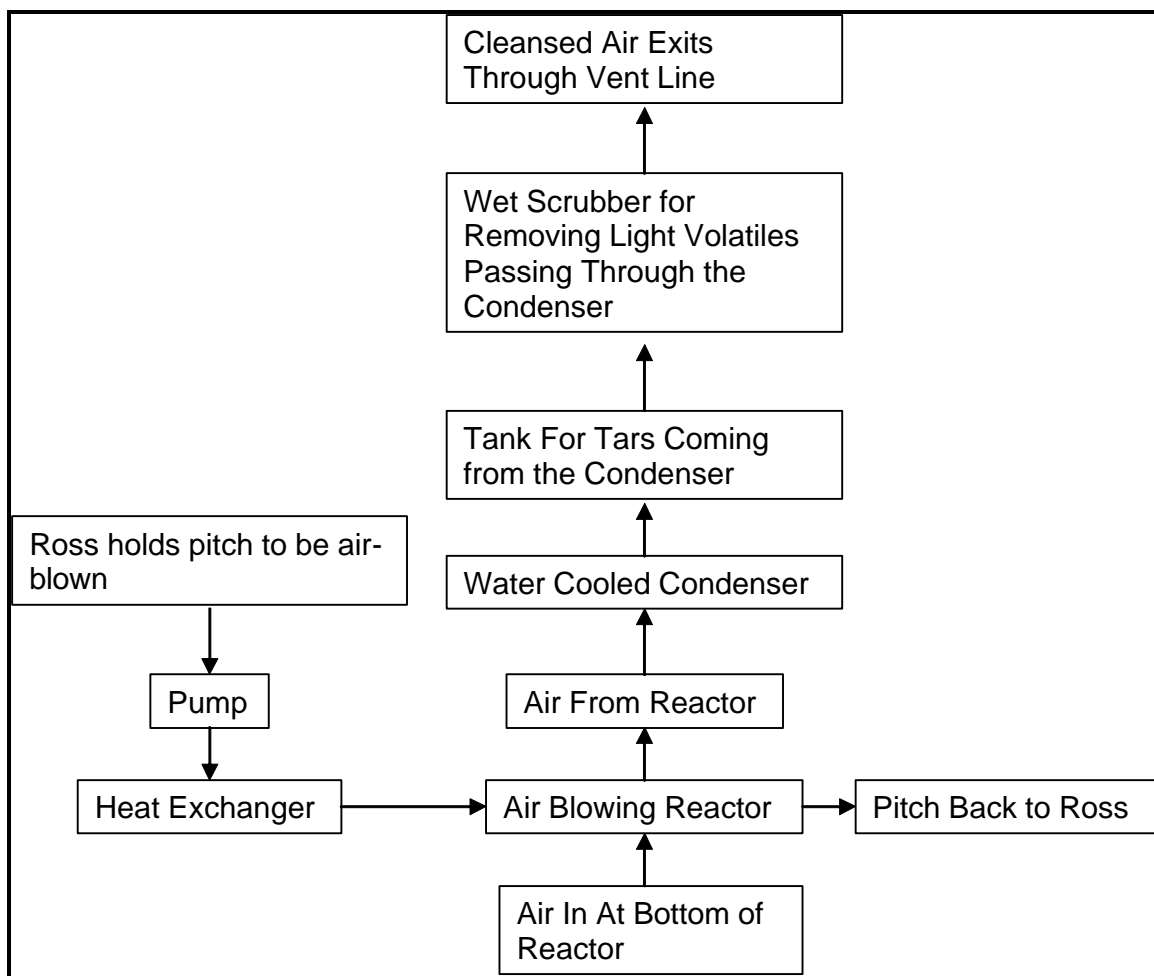 Cleansed Air Exits
Through Vent Line
Wet Scrubber for
Removing Light Volatiles
Passing Through the
Condenser
Tank For Tars Coming
from the Condenser
Ross holds pitch to be air-
blown
Water Cooled Condenser
Pump
Air From Reactor
Heat Exchanger
Air Blowing Reactor
Pitch Back to Ross
Air In At Bottom of
Reactor